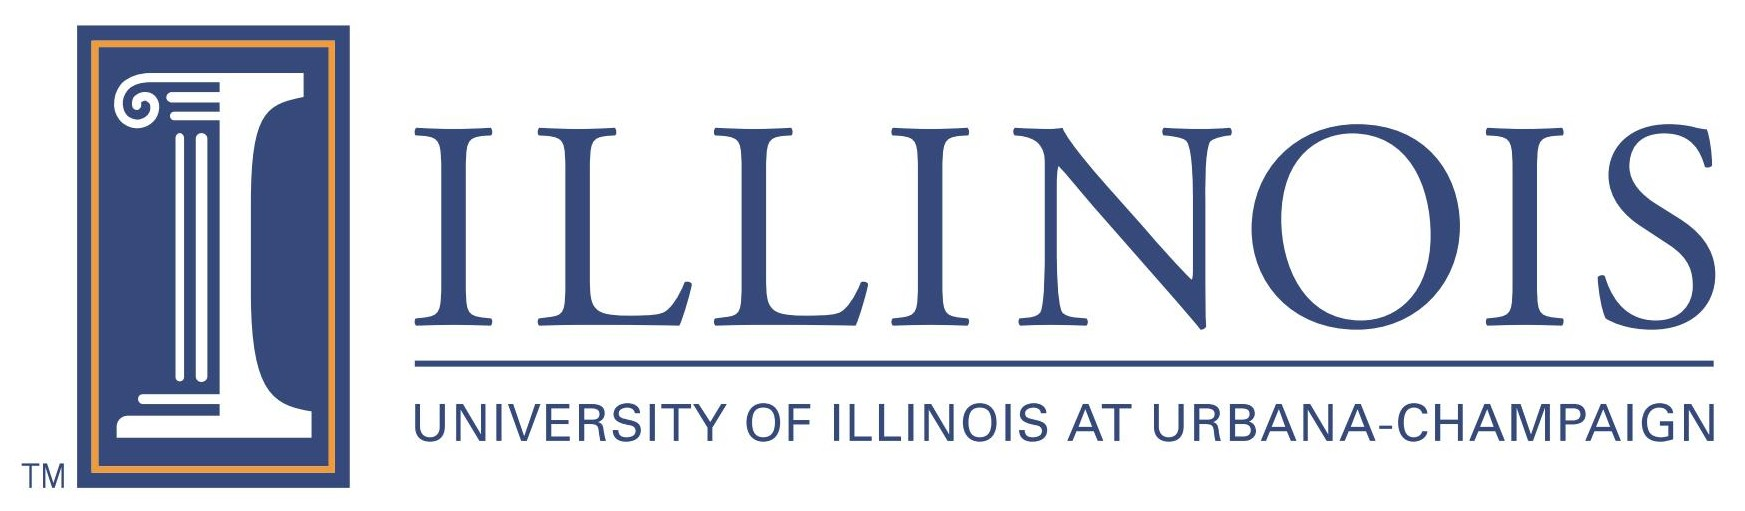 ILLINOIS
UNIVERSITY OF ILLINOIS AT URBANA-CHAMPAIGN
TM